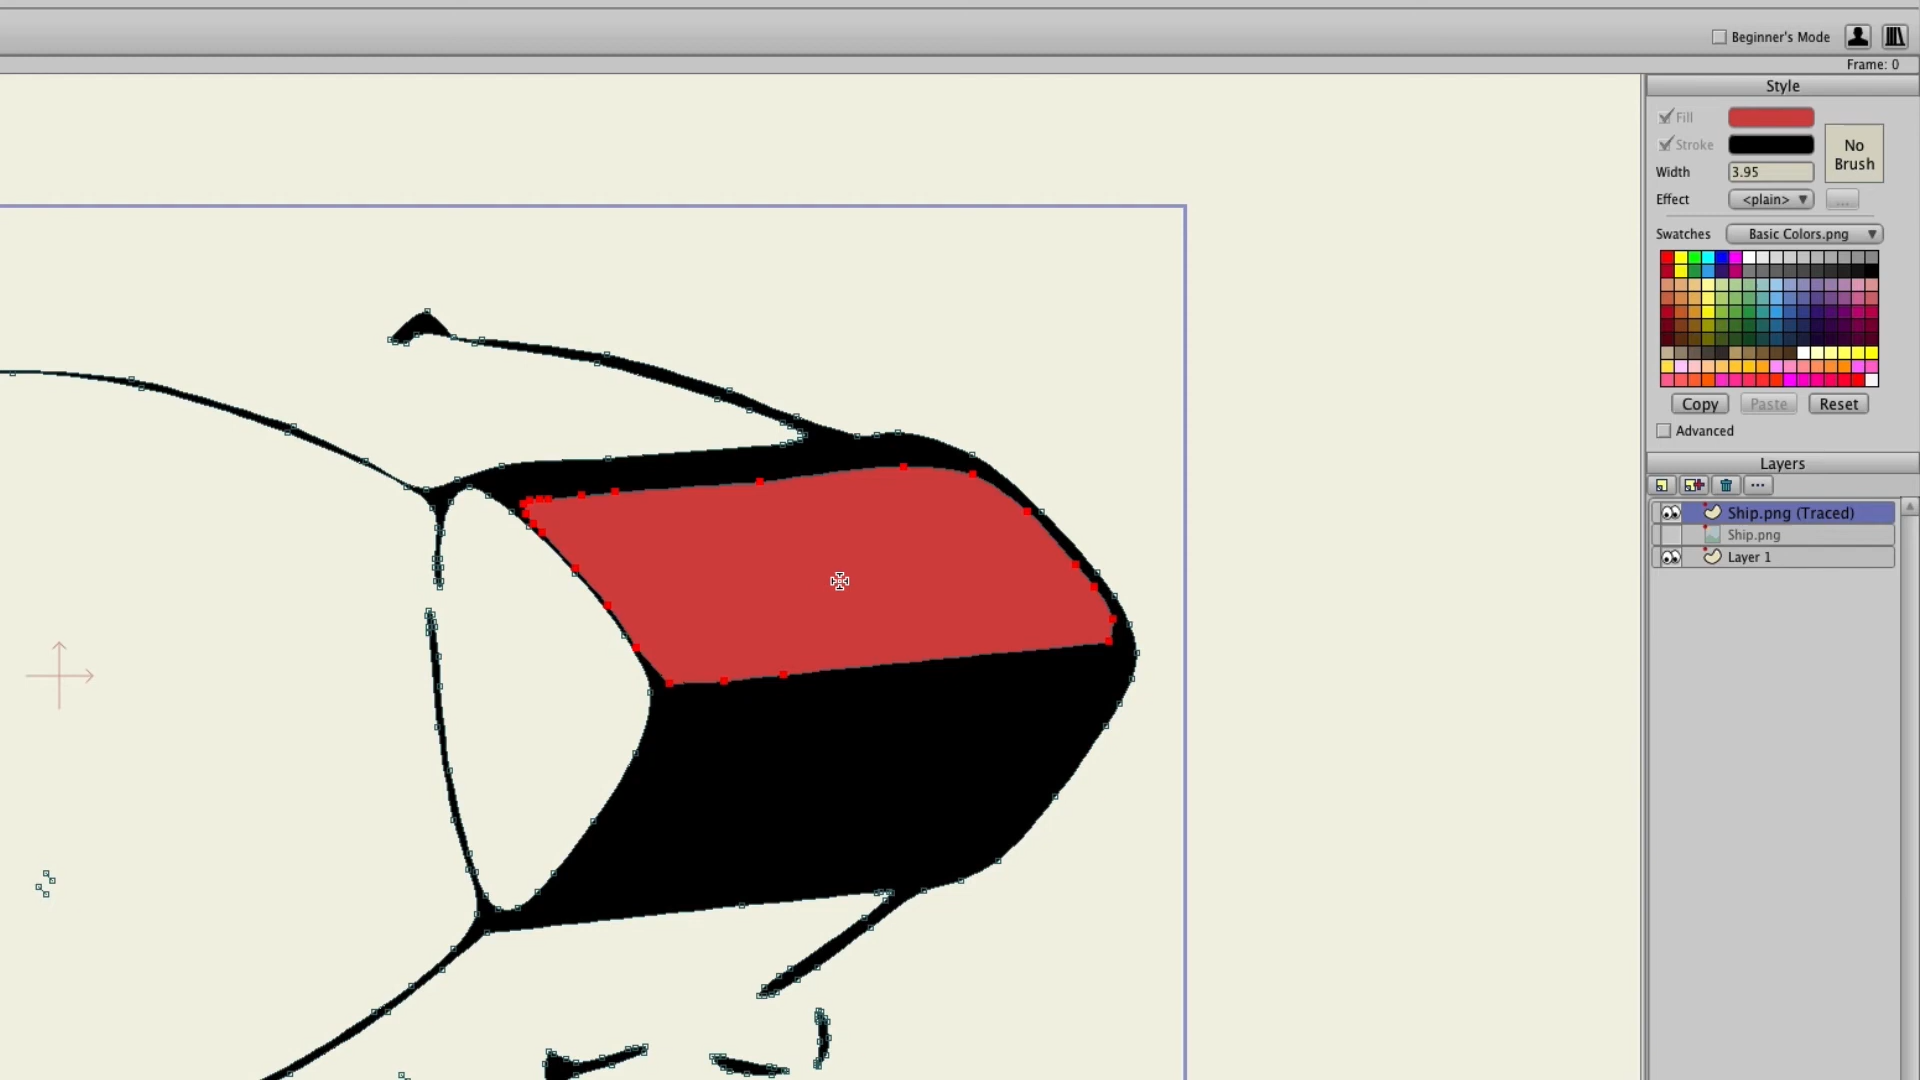 Beginner's Mode
Frame: 0
Style
Fill
Stroke
No
Brush
Width
3.95
Effect
<plain>
...
Swatches
Basic Colors.png
Copy
Paste
Reset
Advanced
Layers
...
Ship.png (Traced)
Ship.png
Layer 1